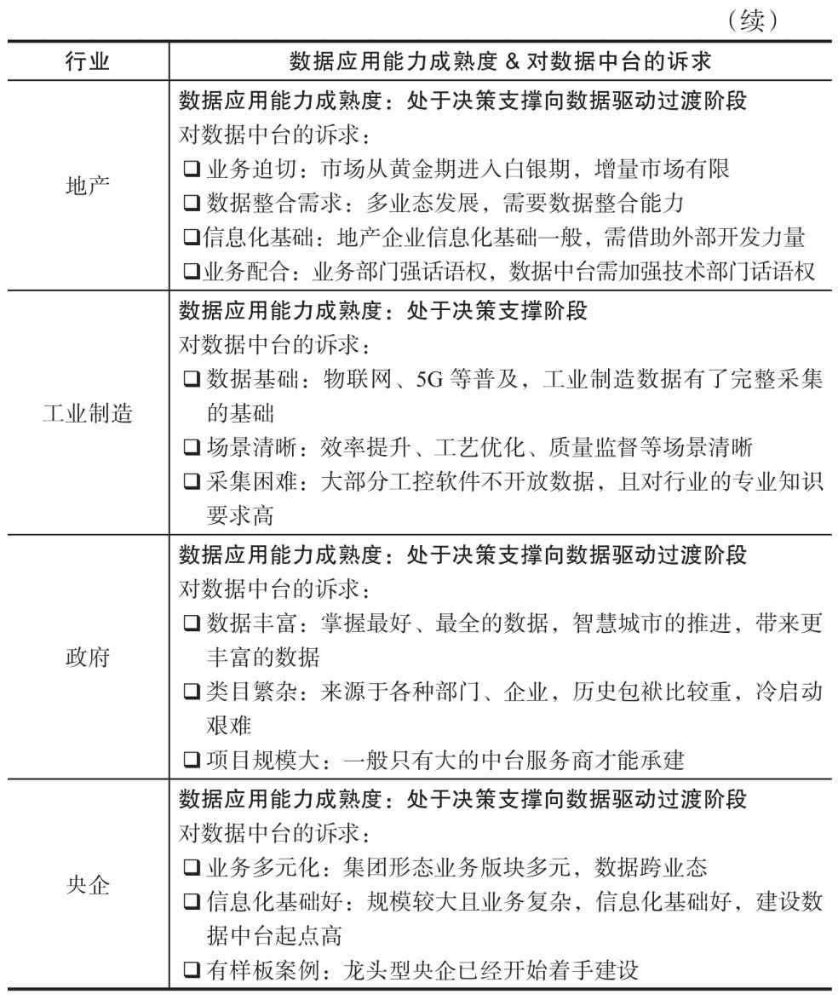 （续）
行业
数据应用能力成熟度 & 对数据中台的诉求
地产
数据应用能力成熟度：处于决策支撑向数据驱动过渡阶段
对数据中台的诉求：
❑ 业务迫切：市场从黄金期进入白银期，增量市场有限
❑ 数据整合需求：多业态发展，需要数据整合能力
❑信息化基础：地产企业信息化基础一般，需借助外部开发力量
❑业务配合：业务部门强话语权，数据中台需加强技术部门话语权
工业制造
数据应用能力成熟度：处于决策支撑阶段
对数据中台的诉求：
❑ 数据基础：物联网、5G 等普及，工业制造数据有了完整采集
的基础
❑ 场景清晰：效率提升、工艺优化、质量监督等场景清晰
❑ 采集困难：大部分工控软件不开放数据，且对行业的专业知识
要求高
政府
数据应用能力成熟度：处于决策支撑向数据驱动过渡阶段
对数据中台的诉求：
❑ 数据丰富：掌握最好、最全的数据，智慧城市的推进，带来更
丰富的数据
❑ 类目繁杂：来源于各种部门、企业，历史包袱比较重，冷启动
艰难
❑ 项目规模大：一般只有大的中台服务商才能承建
央企
数据应用能力成熟度：处于决策支撑向数据驱动过渡阶段
对数据中台的诉求：
❑ 业务多元化：集团形态业务版块多元，数据跨业态
❑ 信息化基础好：规模较大且业务复杂，信息化基础好，建设数
据中台起点高
❑ 有样板案例：龙头型央企已经开始着手建设